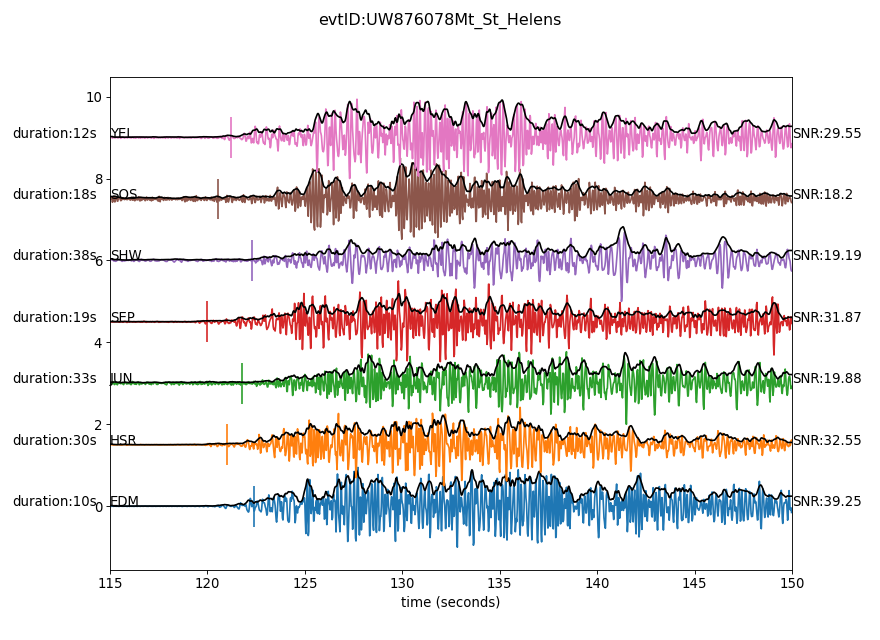 evtID:UW876078Mt_St_Helens
10
duration:12s YEL SNR:29.55
8
duration:18s SOS SNR:18.2
duration:38s SHW SNR:19.19
6
duration:19s SEP SNR:31.87
4
duration:33s JUN SNR:19.88
2
duration:30s HSR SNR:32.55
duration:10s EDM SNR:39.25
0
115 120 125 130 135 140 145 150
time (seconds)